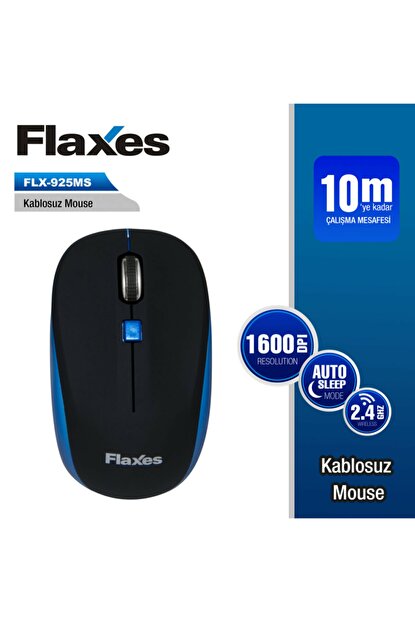 Flaxes
FLX-925MS
Kablosuz Mouse
10m
'ye kadar
ÇALIŞMA MESAFESİ
1600 DPI
RESOLUTION
AUTO
SLEEP
MODE
2.4 GHZ
WIRELESS
Flaxes
Kablosuz
Mouse